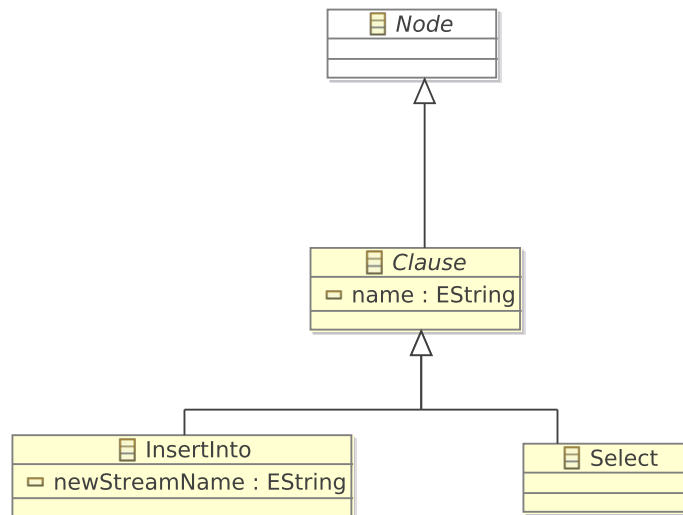 Node
Clause
name : EString
InsertInto
newStreamName : EString
Select